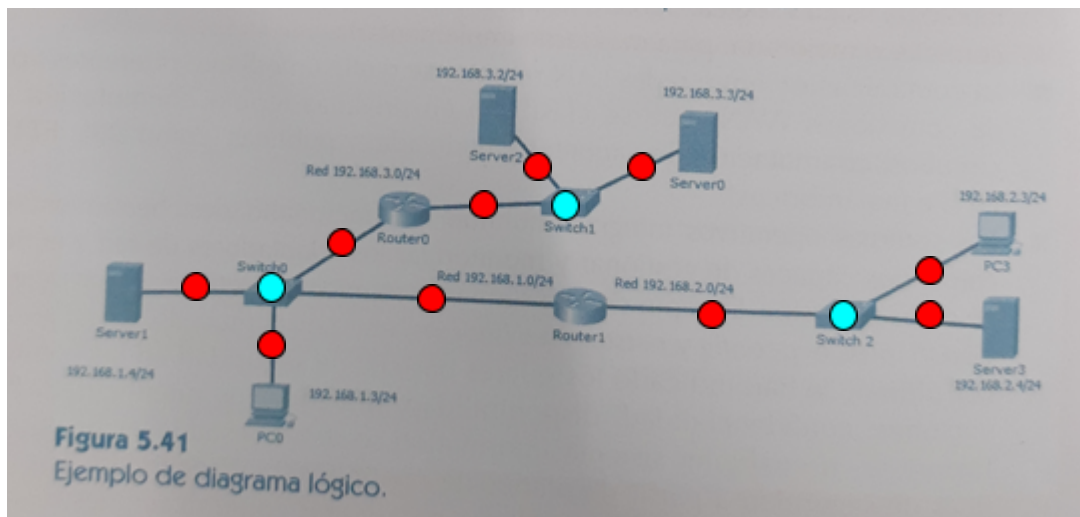 192.168.3.2/24
192.168.3.3/24
Server2
Red 192.168.3.0/24
Server0
192.168.2.3/24
Switch1
Router0
PC3
Switch0
Red 192.168.1.0/24
Red 192.168.2.0/24
Server1
Router1
Switch 2
Server3
192.168.1.4/24
192.168.2.4/24
192.168.1.3/24
PC0
Figura 5.41
Ejemplo de diagrama lógico.